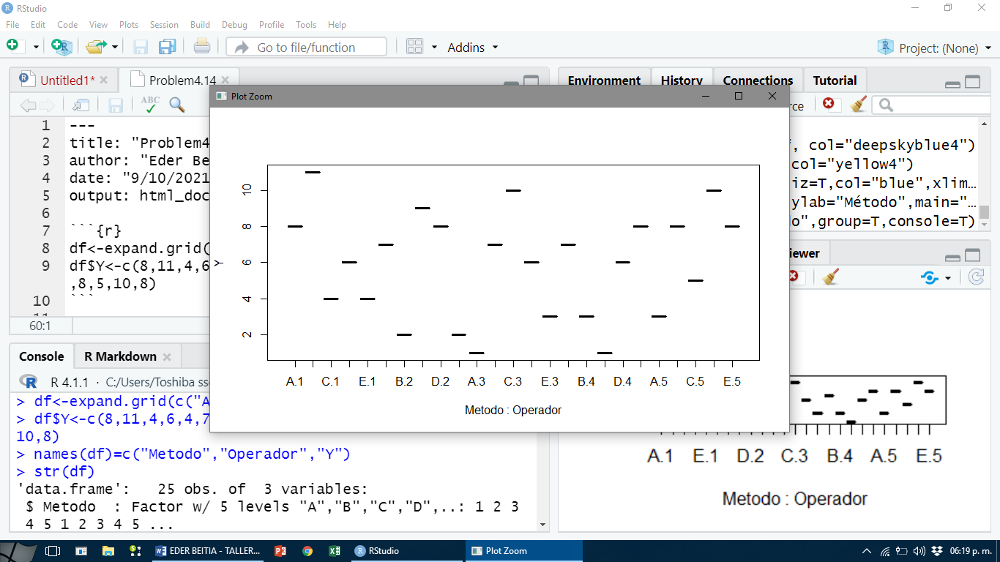 RStudio
File Edit Code View Plots Session Build Debug Profile Tools Help
Go to file/function Addins Project: (None)
Untitled1* Problem4.14
Environment History Connections Tutorial
ABC
1 ---
2 title: "Problem4
3 author: "Eder Be
4 date: "9/10/2021
5 output: html_doc
6
7 ```{r}
8 df<-expand.grid(
9 df$Y<-c(8,11,4,6
,8,5,10,8)
10 ```
60:1
Console R Markdown
R 4.1.1 · C:/Users/Toshiba ss
> df<-expand.grid(c("A
> df$Y<-c(8,11,4,6,4,7
10,8)
> names(df)=c("Metodo","Operador","Y")
> str(df)
'data.frame': 25 obs. of 3 variables:
$ Metodo : Factor w/ 5 levels "A","B","C","D",..: 1 2 3
4 5 1 2 3 4 5 ...
Plot Zoom
10
8
6
4
2
Y
A.1 C.1 E.1 B.2 D.2 A.3 C.3 E.3 B.4 D.4 A.5 C.5 E.5
Metodo : Operador
rce
, col="deepskyblue4")
col="yellow4")
iz=T,col="blue",xlim…
ylab="Método",main="…
o",group=T,console=T)
iewer
A.1 E.1 D.2 C.3 B.4 A.5 E.5
Metodo : Operador
EDER BEITIA - TALLER... RStudio Plot Zoom 06:19 p. m.